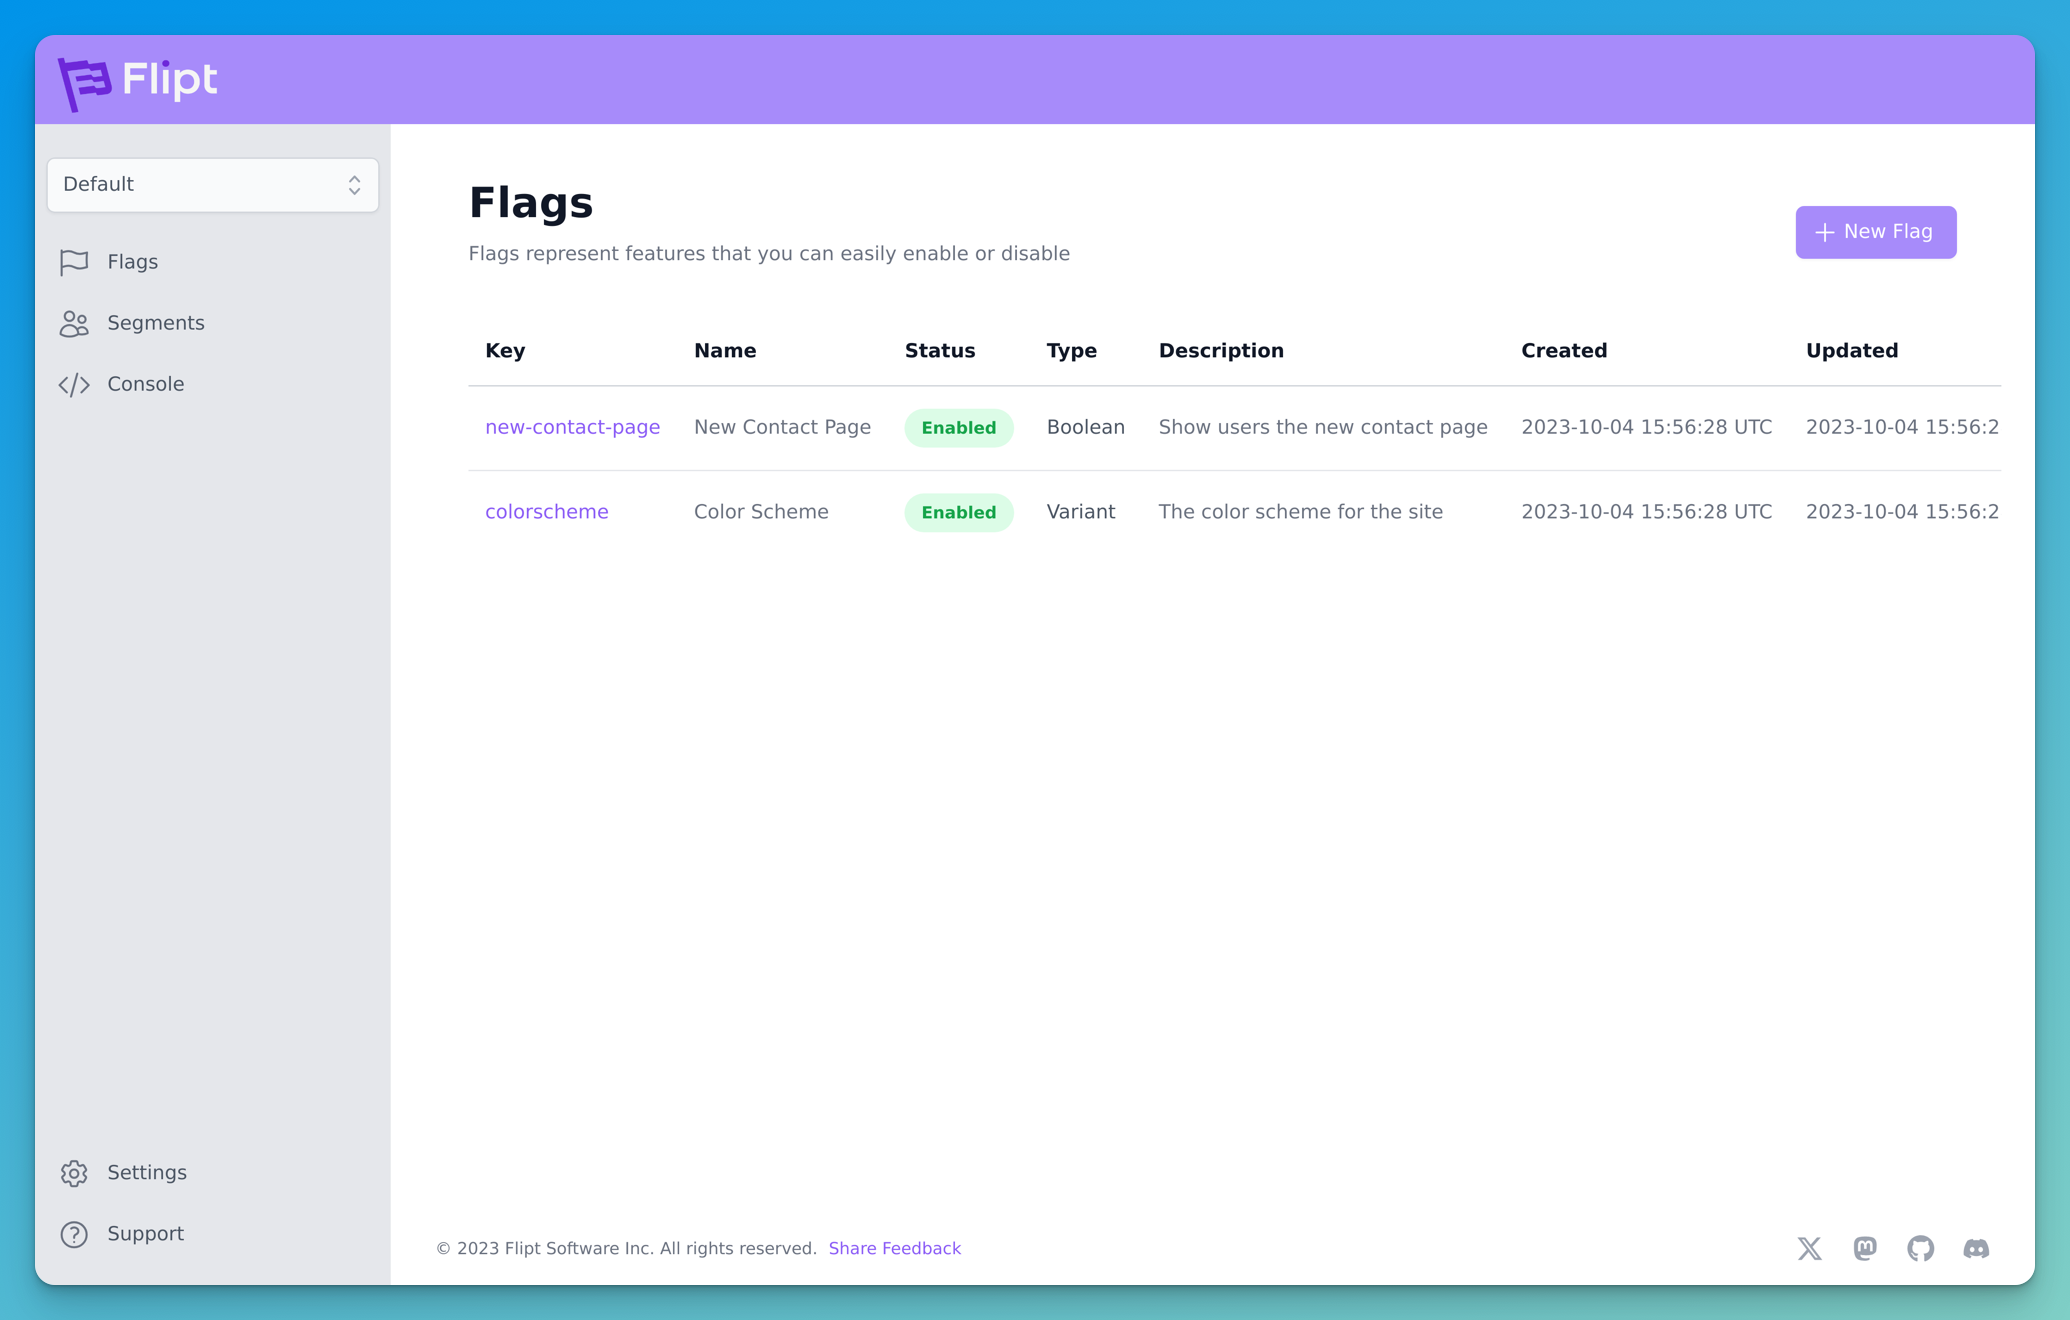 Flipt
Default
Flags
Segments
Console
Settings
Support
Flags
Flags represent features that you can easily enable or disable
New Flag
Key Name Status Type Description Created Updated
new-contact-page New Contact Page Enabled Boolean Show users the new contact page 2023-10-04 15:56:28 UTC 2023-10-04 15:56:2
colorscheme Color Scheme Enabled Variant The color scheme for the site 2023-10-04 15:56:28 UTC 2023-10-04 15:56:2
© 2023 Flipt Software Inc. All rights reserved. Share Feedback